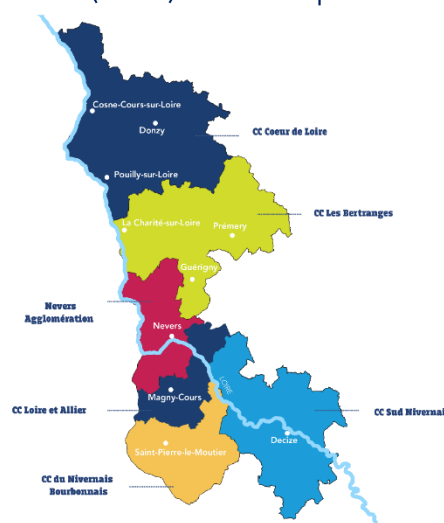 Cosne-Cours-sur-Loire
Donzy
CC Coeur de Loire
Pouilly-sur-Loire
CC Les Bertranges
La Charité-sur-Loire
Prémery
Guérigny
Nevers
Agglomération
Nevers
LOIRE
Magny-Cours
CC Loire et Allier
CC Sud Nivernai
Decize
Saint-Pierre-le-Moutier
CC du Nivernais
Bourbonnais